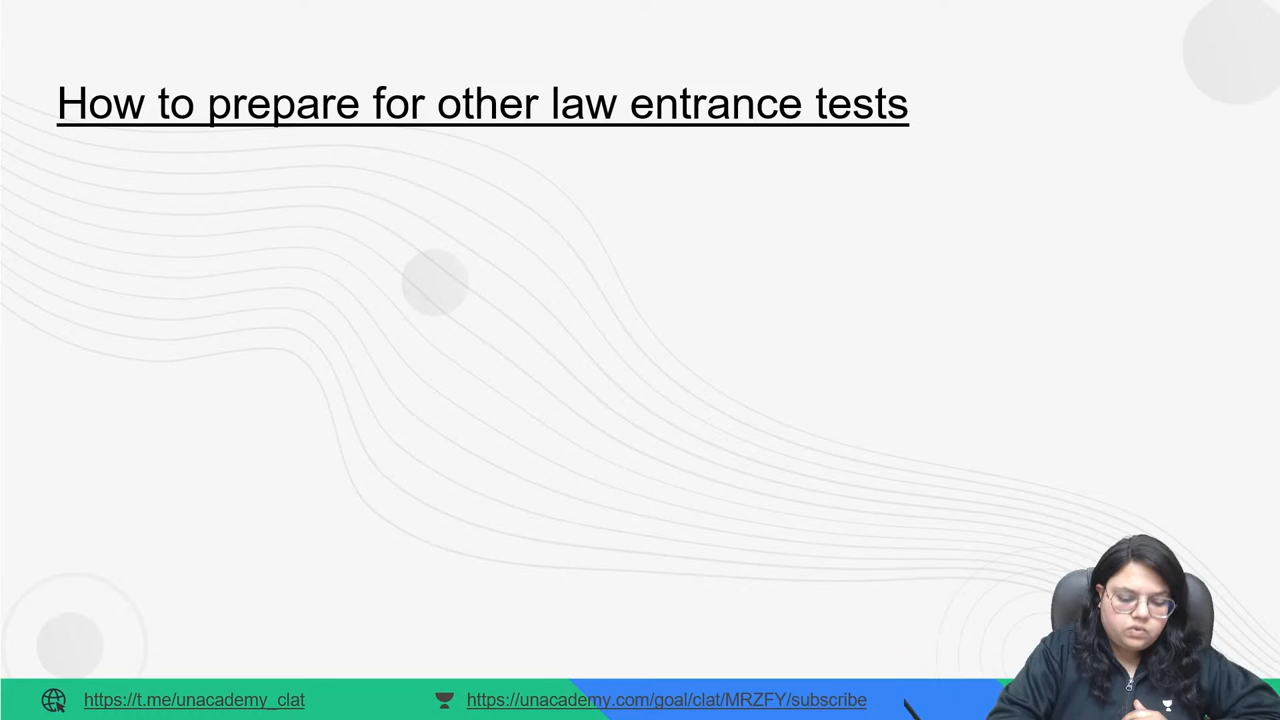 How to prepare for other law entrance tests
https://t.me/unacademy_clat
https://unacademy.com/goal/clat/MRZFY/subscribe